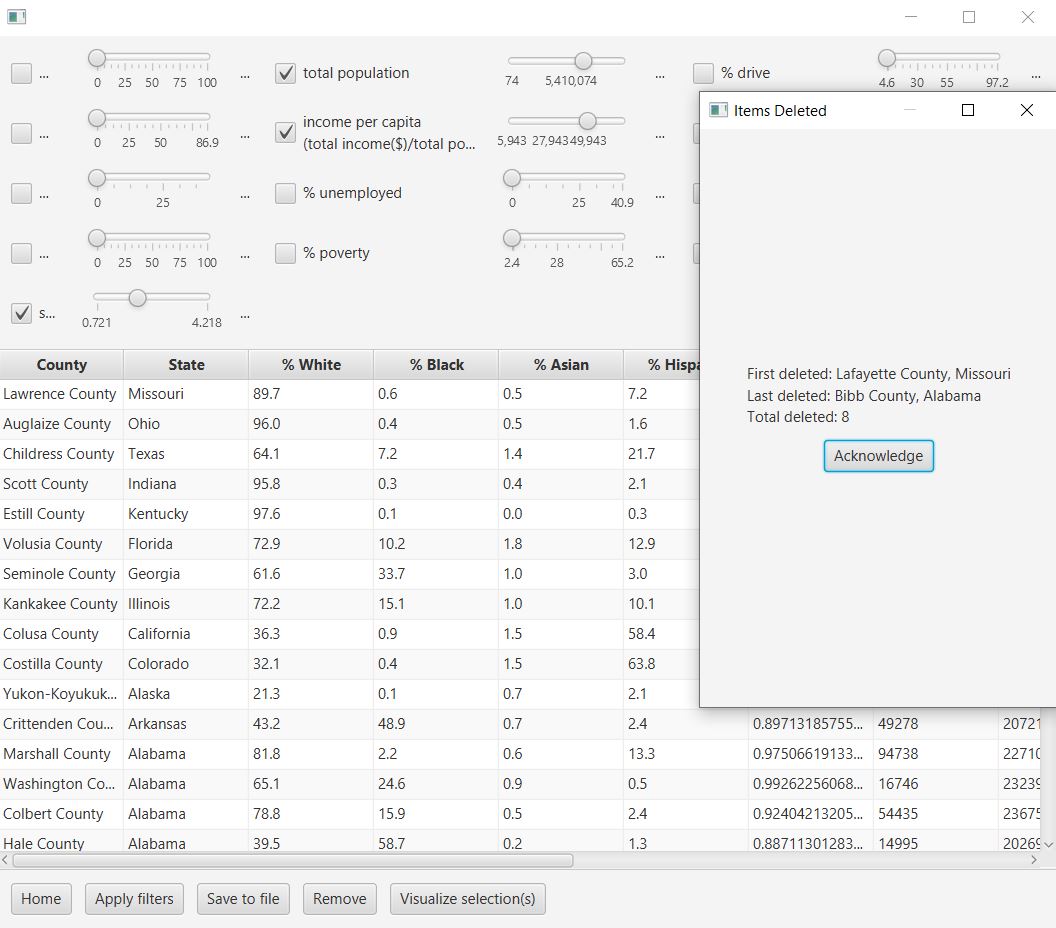 ... 0 25 50 75 100 ... total population 74 5,410,074 ... % drive 4.6 30 55 97.2 ...
... 0 25 50 86.9 ... income per capita
(total income($)/total po... 5,943 27,943 49,943 ...
... 0 25 ... % unemployed 0 25 40.9 ...
... 0 25 50 75 100 ... % poverty 2.4 28 65.2 ...
s... 0.721 4.218 ...
Items Deleted
First deleted: Lafayette County, Missouri
Last deleted: Bibb County, Alabama
Total deleted: 8
Acknowledge
County State % White % Black % Asian % Hispa
Lawrence County Missouri 89.7 0.6 0.5 7.2
Auglaize County Ohio 96.0 0.4 0.5 1.6
Childress County Texas 64.1 7.2 1.4 21.7
Scott County Indiana 95.8 0.3 0.4 2.1
Estill County Kentucky 97.6 0.1 0.0 0.3
Volusia County Florida 72.9 10.2 1.8 12.9
Seminole County Georgia 61.6 33.7 1.0 3.0
Kankakee County Illinois 72.2 15.1 1.0 10.1
Colusa County California 36.3 0.9 1.5 58.4
Costilla County Colorado 32.1 0.4 1.5 63.8
Yukon-Koyukuk... Alaska 21.3 0.1 0.7 2.1
Crittenden Cou... Arkansas 43.2 48.9 0.7 2.4 0.89713185755... 49278 20721
Marshall County Alabama 81.8 2.2 0.6 13.3 0.97506619133... 94738 22710
Washington Co... Alabama 65.1 24.6 0.9 0.5 0.99262256068... 16746 23239
Colbert County Alabama 78.8 15.9 0.5 2.4 0.92404213205... 54435 23675
Hale County Alabama 39.5 58.7 0.2 1.3 0.88711301283... 14995 20269
Home Apply filters Save to file Remove Visualize selection(s)